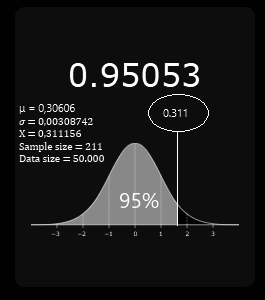 0.95053
μ = 0,30606
σ = 0,00308742
X = 0,311156
Sample size = 211
Data size = 50.000
0.311
95%
−3 −2 −1 0 1 2 3